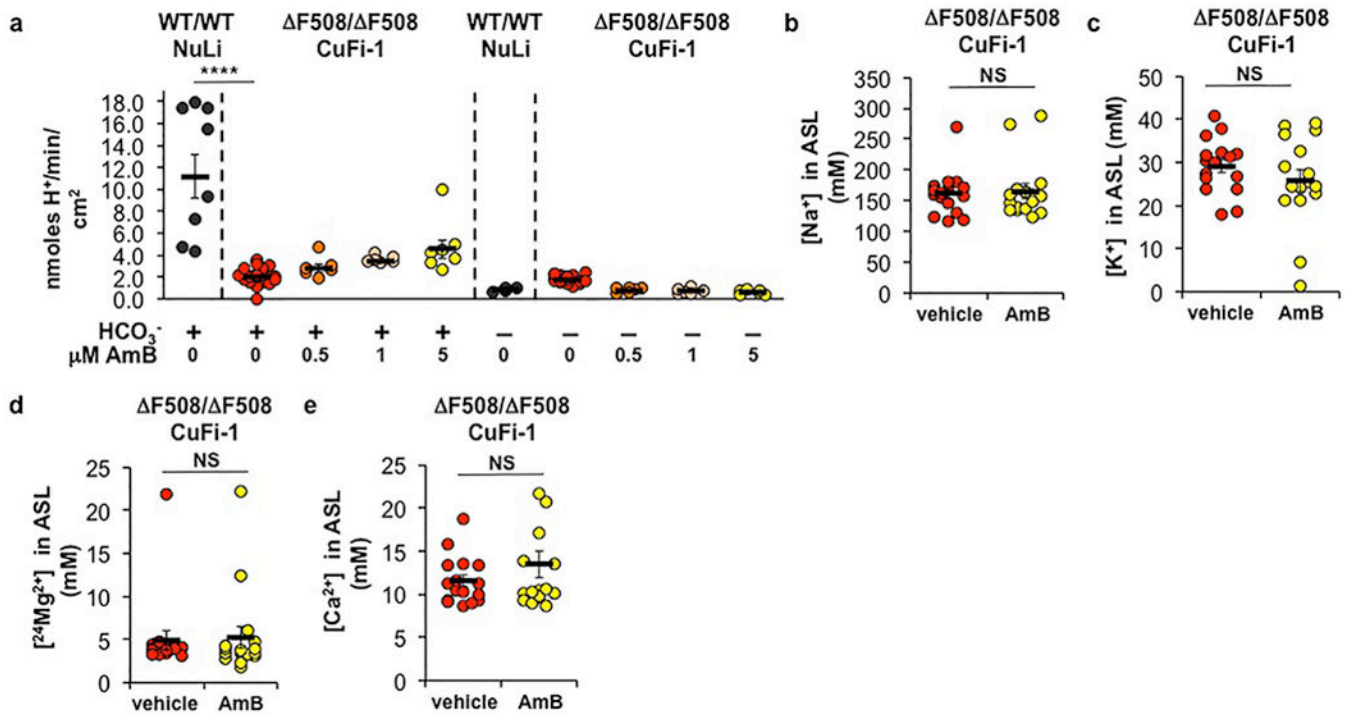 a
WT/WT
NuLi
ΔF508/ΔF508
CuFi-1
WT/WT
NuLi
ΔF508/ΔF508
CuFi-1
****
nmoles H⁺/min/
cm²
18.0
16.0
14.0
12.0
10.0
8.0
6.0
4.0
2.0
0.0
HCO₃⁻ + + + + + − − − − −
μM AmB 0 0 0.5 1 5 0 0 0.5 1 5
b
ΔF508/ΔF508
CuFi-1
NS
[Na⁺] in ASL
(mM)
350
300
250
200
150
100
50
0
vehicle AmB
c
ΔF508/ΔF508
CuFi-1
NS
[K⁺] in ASL (mM)
50
40
30
20
10
0
vehicle AmB
d
ΔF508/ΔF508
CuFi-1
NS
[²⁴Mg²⁺] in ASL
(mM)
25
20
15
10
5
0
vehicle AmB
e
ΔF508/ΔF508
CuFi-1
NS
[Ca²⁺] in ASL
(mM)
25
20
15
10
5
0
vehicle AmB